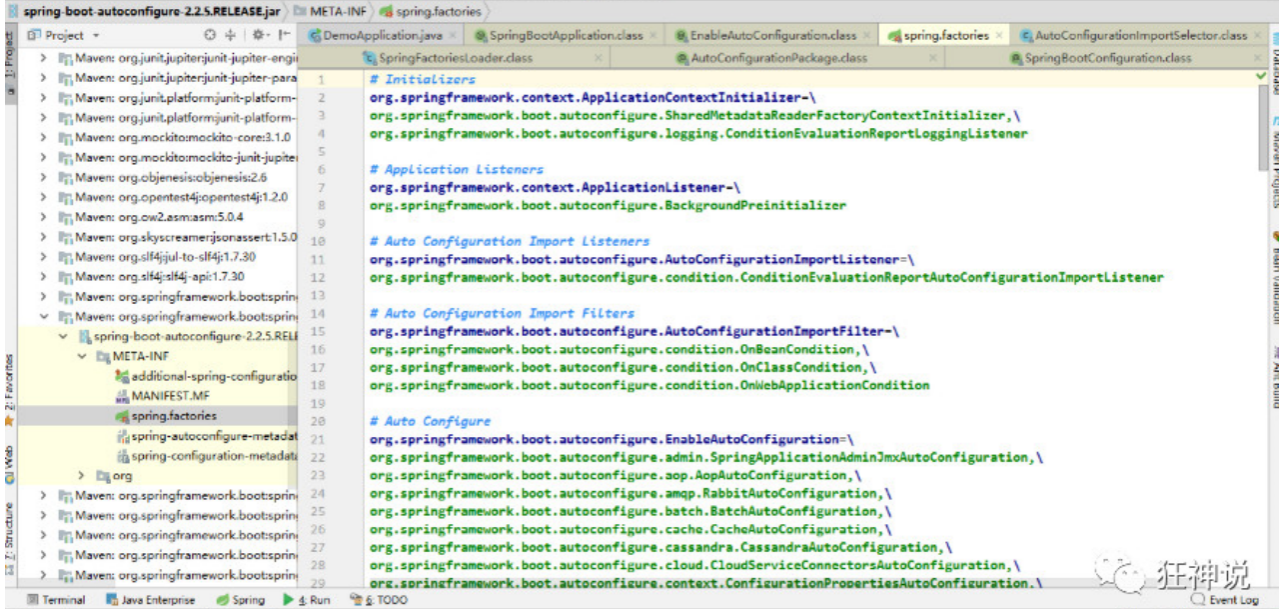 spring-boot-autoconfigure-2.2.5.RELEASE.jar META-INF spring.factories
Project
DemoApplication.java SpringBootApplication.class EnableAutoConfiguration.class spring.factories AutoConfigurationImportSelector.class
SpringFactoriesLoader.class AutoConfigurationPackage.class SpringBootConfiguration.class
1: Project
2: Favorites
Web
7: Structure
Maven: org.junit.jupiter:junit-jupiter-engi
Maven: org.junit.jupiter:junit-jupiter-para
Maven: org.junit.platform:junit-platform-
Maven: org.junit.platform:junit-platform-
Maven: org.mockito:mockito-core:3.1.0
Maven: org.mockito:mockito-junit-jupite
Maven: org.objenesis:objenesis:2.6
Maven: org.opentest4j:opentest4j:1.2.0
Maven: org.ow2.asm:asm:5.0.4
Maven: org.skyscreamer:jsonassert:1.5.0
Maven: org.slf4j:jul-to-slf4j:1.7.30
Maven: org.slf4j:slf4j-api:1.7.30
Maven: org.springframework.boot:sprin
Maven: org.springframework.boot:sprin
spring-boot-autoconfigure-2.2.5.RELE
META-INF
additional-spring-configuratio
MANIFEST.MF
spring.factories
spring-autoconfigure-metadat
spring-configuration-metadata
org
Maven: org.springframework.boot:sprin
Maven: org.springframework.boot:sprin
Maven: org.springframework.boot:sprin
Maven: org.springframework.boot:sprin
Maven: org.springframework.boot:sprin
1 # Initializers
2 org.springframework.context.ApplicationContextInitializer=\
3 org.springframework.boot.autoconfigure.SharedMetadataReaderFactoryContextInitializer,\
4 org.springframework.boot.autoconfigure.logging.ConditionEvaluationReportLoggingListener
5
6 # Application Listeners
7 org.springframework.context.ApplicationListener=\
8 org.springframework.boot.autoconfigure.BackgroundPreinitializer
9
10 # Auto Configuration Import Listeners
11 org.springframework.boot.autoconfigure.AutoConfigurationImportListener=\
12 org.springframework.boot.autoconfigure.condition.ConditionEvaluationReportAutoConfigurationImportListener
13
14 # Auto Configuration Import Filters
15 org.springframework.boot.autoconfigure.AutoConfigurationImportFilter=\
16 org.springframework.boot.autoconfigure.condition.OnBeanCondition,\
17 org.springframework.boot.autoconfigure.condition.OnClassCondition,\
18 org.springframework.boot.autoconfigure.condition.OnWebApplicationCondition
19
20 # Auto Configure
21 org.springframework.boot.autoconfigure.EnableAutoConfiguration=\
22 org.springframework.boot.autoconfigure.admin.SpringApplicationAdminJmxAutoConfiguration,\
23 org.springframework.boot.autoconfigure.aop.AopAutoConfiguration,\
24 org.springframework.boot.autoconfigure.amqp.RabbitAutoConfiguration,\
25 org.springframework.boot.autoconfigure.batch.BatchAutoConfiguration,\
26 org.springframework.boot.autoconfigure.cache.CacheAutoConfiguration,\
27 org.springframework.boot.autoconfigure.cassandra.CassandraAutoConfiguration,\
28 org.springframework.boot.autoconfigure.cloud.CloudServiceConnectorsAutoConfiguration,\
29 org.springframework.boot.autoconfigure.context.ConfigurationPropertiesAutoConfiguration,\
Database
Maven Projects
Bean Validation
Ant Build
狂神说
Terminal Java Enterprise Spring 4: Run 6: TODO Event Log